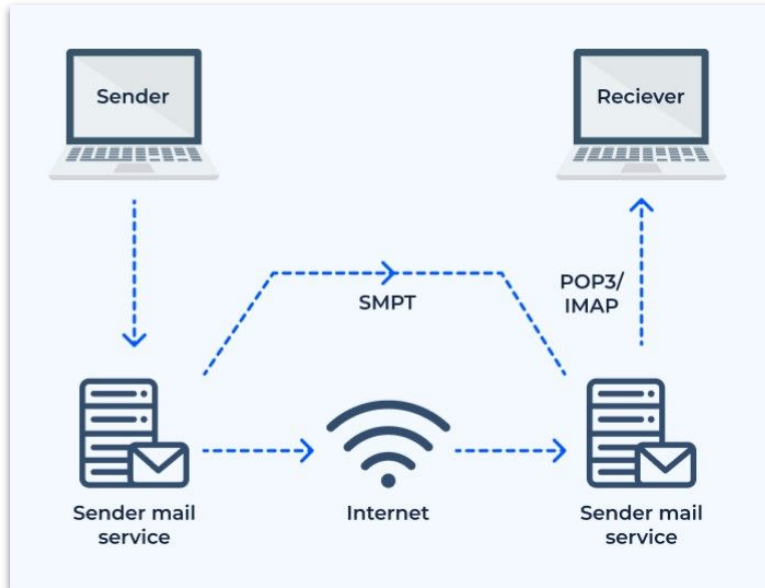 Sender
Reciever
SMPT
POP3/
IMAP
Sender mail
service
Internet
Sender mail
service